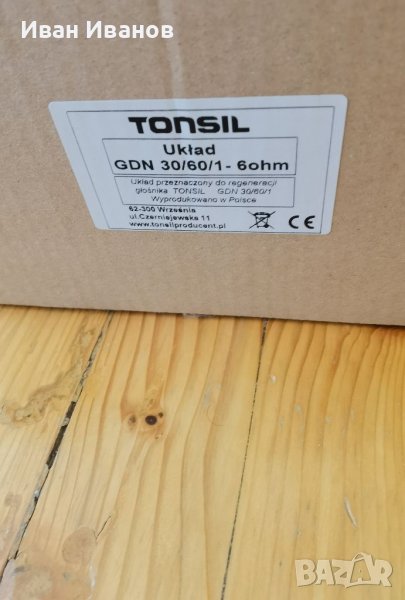 Иван Иванов
TONSIL
Układ
GDN 30/60/1- 6ohm
Układ przeznaczony do regeneracji
głośnika TONSIL GDN 30/60/1
Wyprodukowano w Polsce
62-300 Września
ul.Czerniejewska 11
www.tonsilproducent.pl
CE
BAZAR